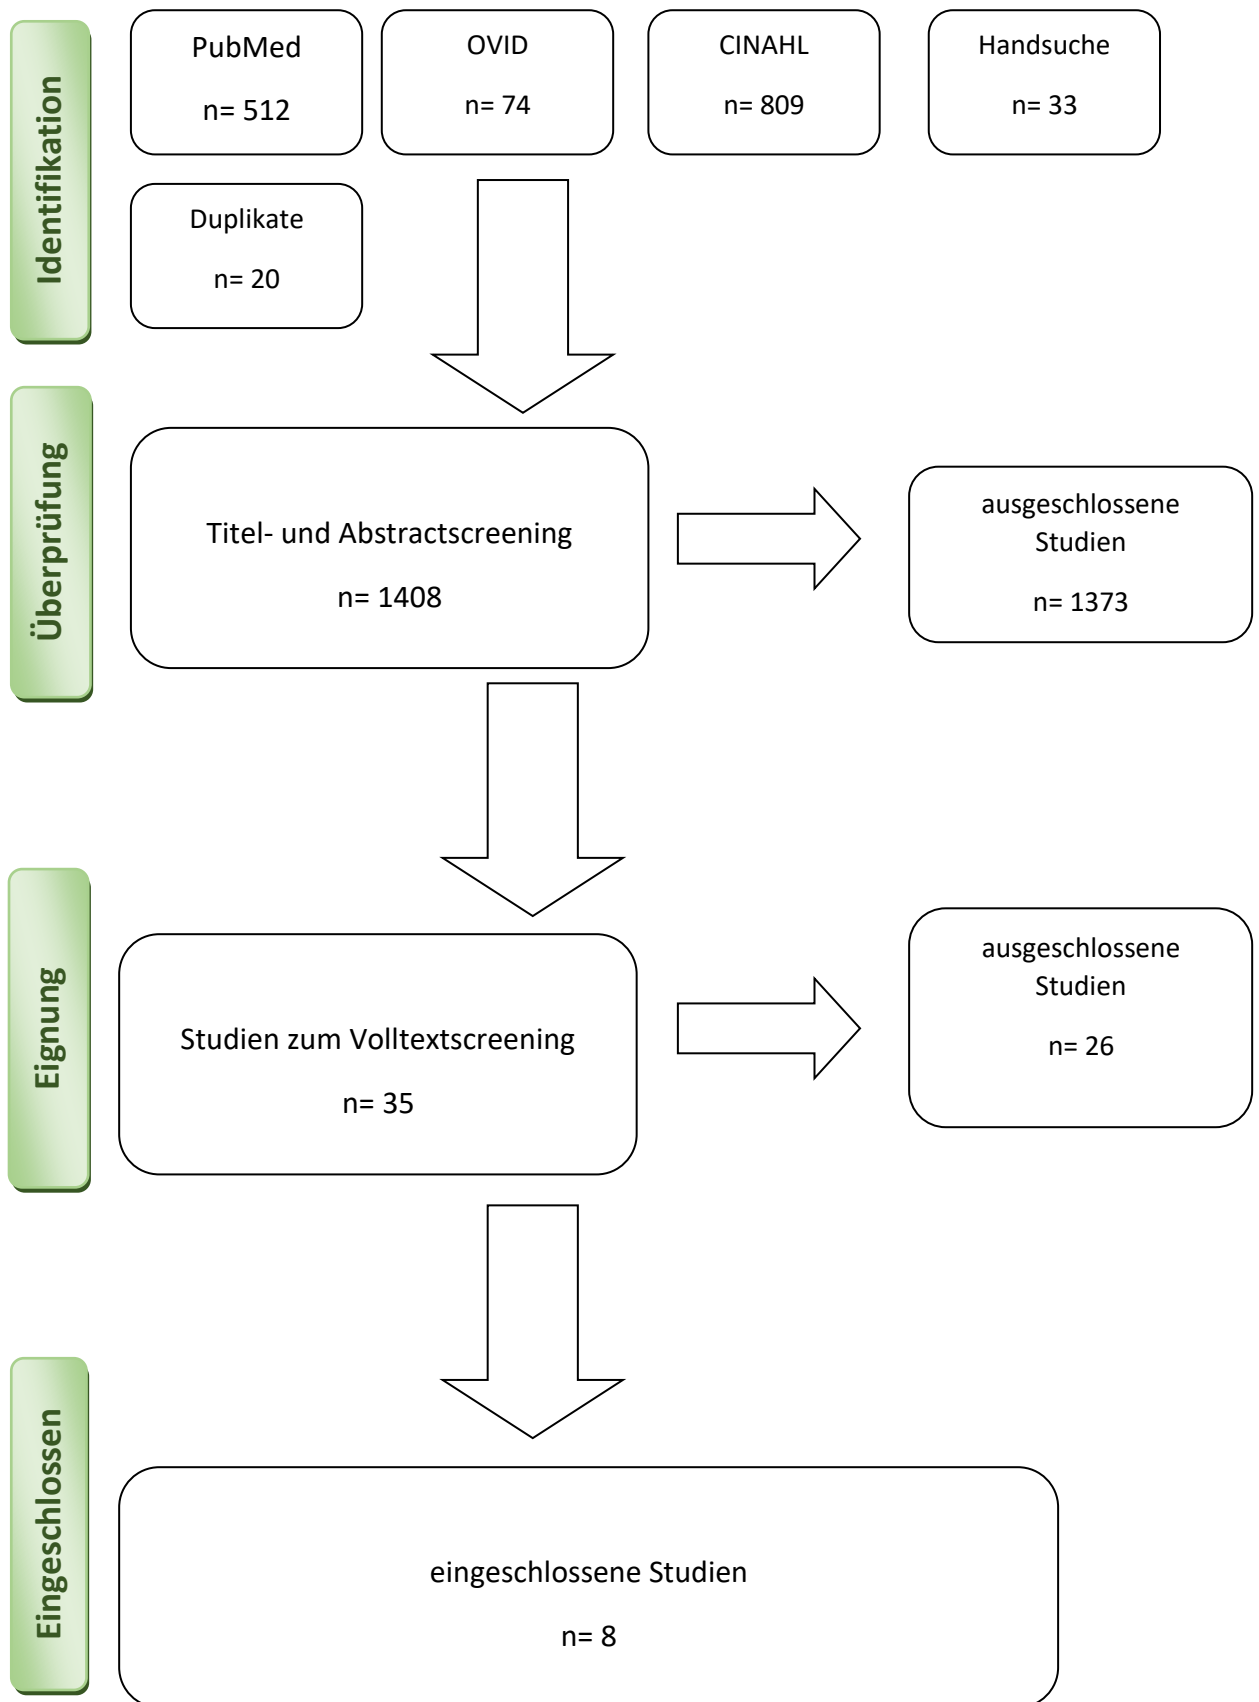 Identifikation
PubMed
n= 512
OVID
n= 74
CINAHL
n= 809
Handsuche
n= 33
Duplikate
n= 20
Überprüfung
Titel- und Abstractscreening
n= 1408
ausgeschlossene
Studien
n= 1373
Eignung
Studien zum Volltextscreening
n= 35
ausgeschlossene
Studien
n= 26
Eingeschlossen
eingeschlossene Studien
n= 8